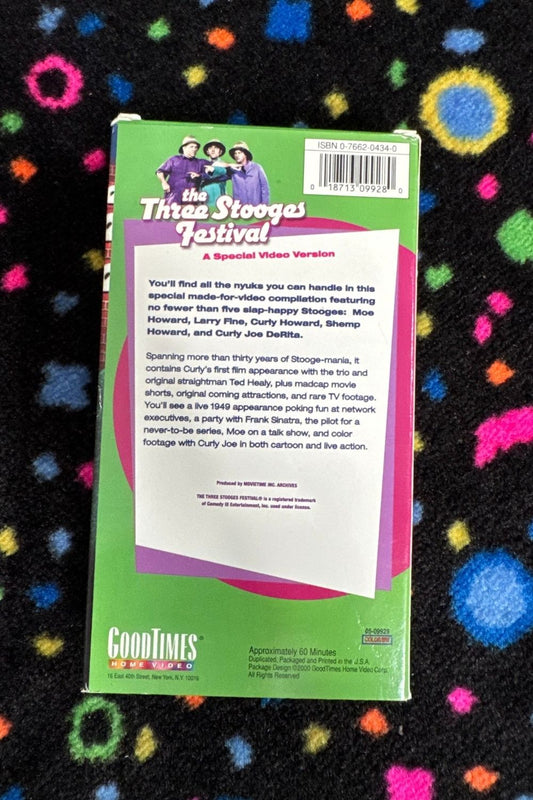 ISBN 0-7662-0434-0
0 18713 09928 0
the
Three Stooges
Festival
A Special Video Version
You'll find all the nyuks you can handle in this
special made-for-video compilation featuring
no fewer than five slap-happy Stooges: Moe
Howard, Larry Fine, Curly Howard, Shemp
Howard, and Curly Joe DeRita.
Spanning more than thirty years of Stooge-mania, it
contains Curly's first film appearance with the trio and
original straightman Ted Healy, plus madcap movie
shorts, original coming attractions, and rare TV footage.
You'll see a live 1949 appearance poking fun at network
executives, a party with Frank Sinatra, the pilot for a
never-to-be series, Moe on a talk show, and color
footage with Curly Joe in both cartoon and live action.
Produced by MOVIETIME INC. ARCHIVES
THE THREE STOOGES FESTIVAL® is a registered trademark
of Comedy III Entertainment, Inc. used under license.
GOODTIMES®
HOME VIDEO
16 East 40th Street, New York, N.Y. 10016
05-09928
COLOR/BW
Approximately 60 Minutes
Duplicated, Packaged and Printed in the U.S.A.
Package Design ©2000 GoodTimes Home Video Corp.
All Rights Reserved